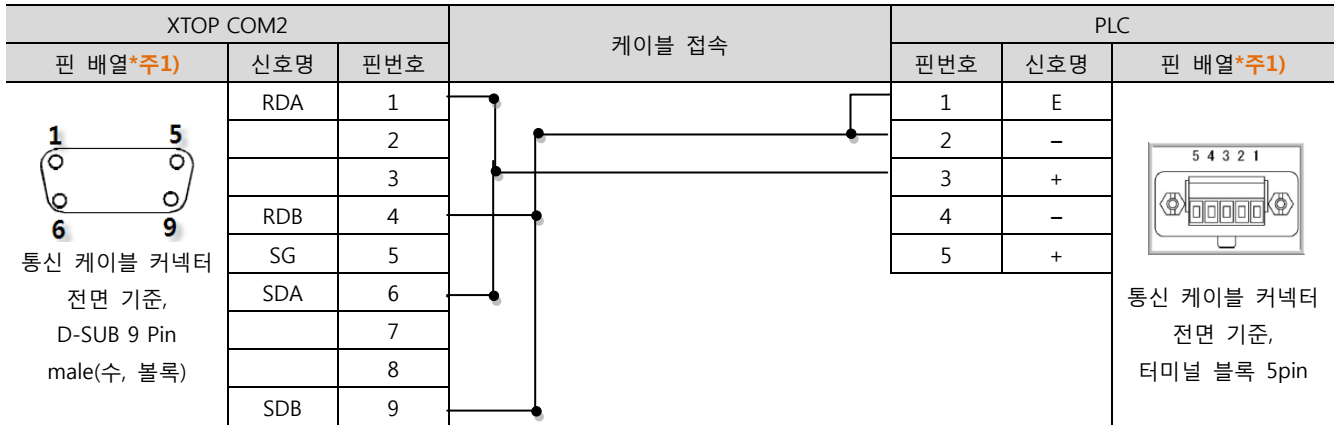 XTOP COM2 케이블 접속 PLC
핀 배열*주1) 신호명 핀번호 핀번호 신호명 핀 배열*주1)
RDA 1 1 E
2 2 –
3 3 +
RDB 4 4 –
SG 5 5 +
SDA 6
7
8
SDB 9
1 5
6 9
통신 케이블 커넥터
전면 기준,
D-SUB 9 Pin
male(수, 볼록)
5 4 3 2 1
통신 케이블 커넥터
전면 기준,
터미널 블록 5pin